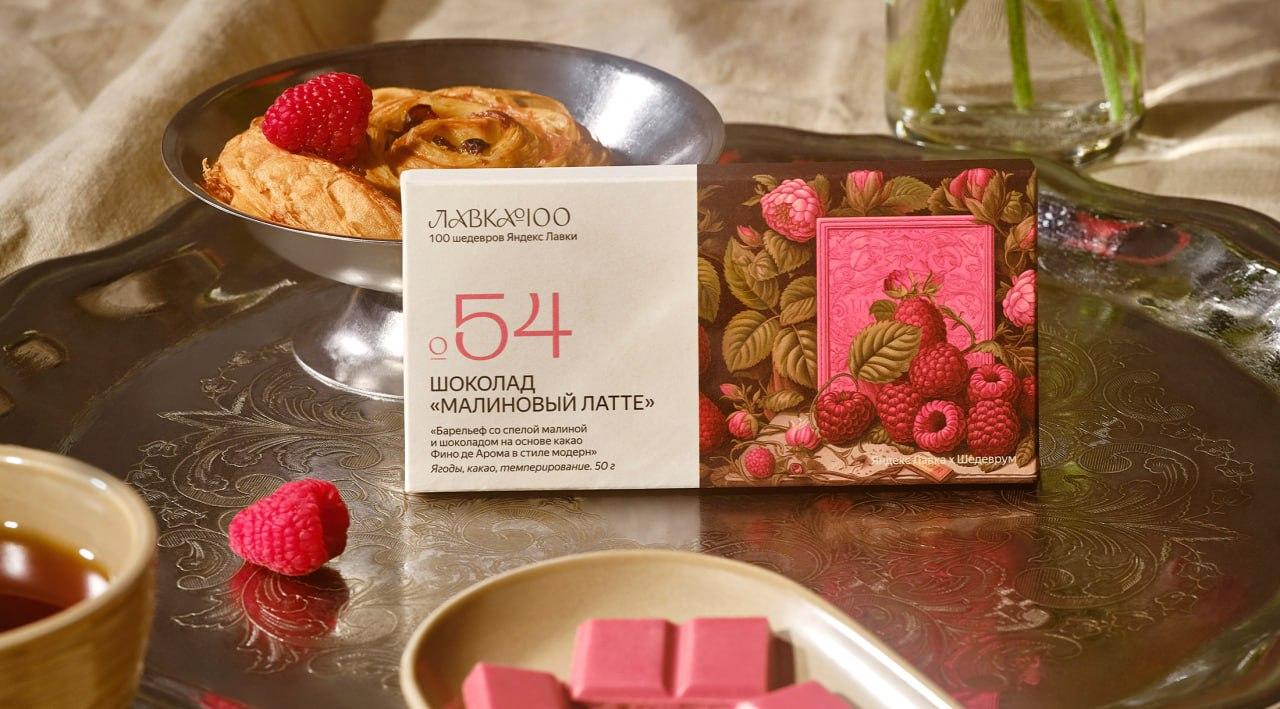 ЛАВКА№100
100 шедевров Яндекс Лавки
№54
ШОКОЛАД
«МАЛИНОВЫЙ ЛАТТЕ»
«Барельеф со спелой малиной
и шоколадом на основе какао
Фино де Арома в стиле модерн»
Ягоды, какао, темперирование. 50 г
Яндекс Лавка x Шедеврум